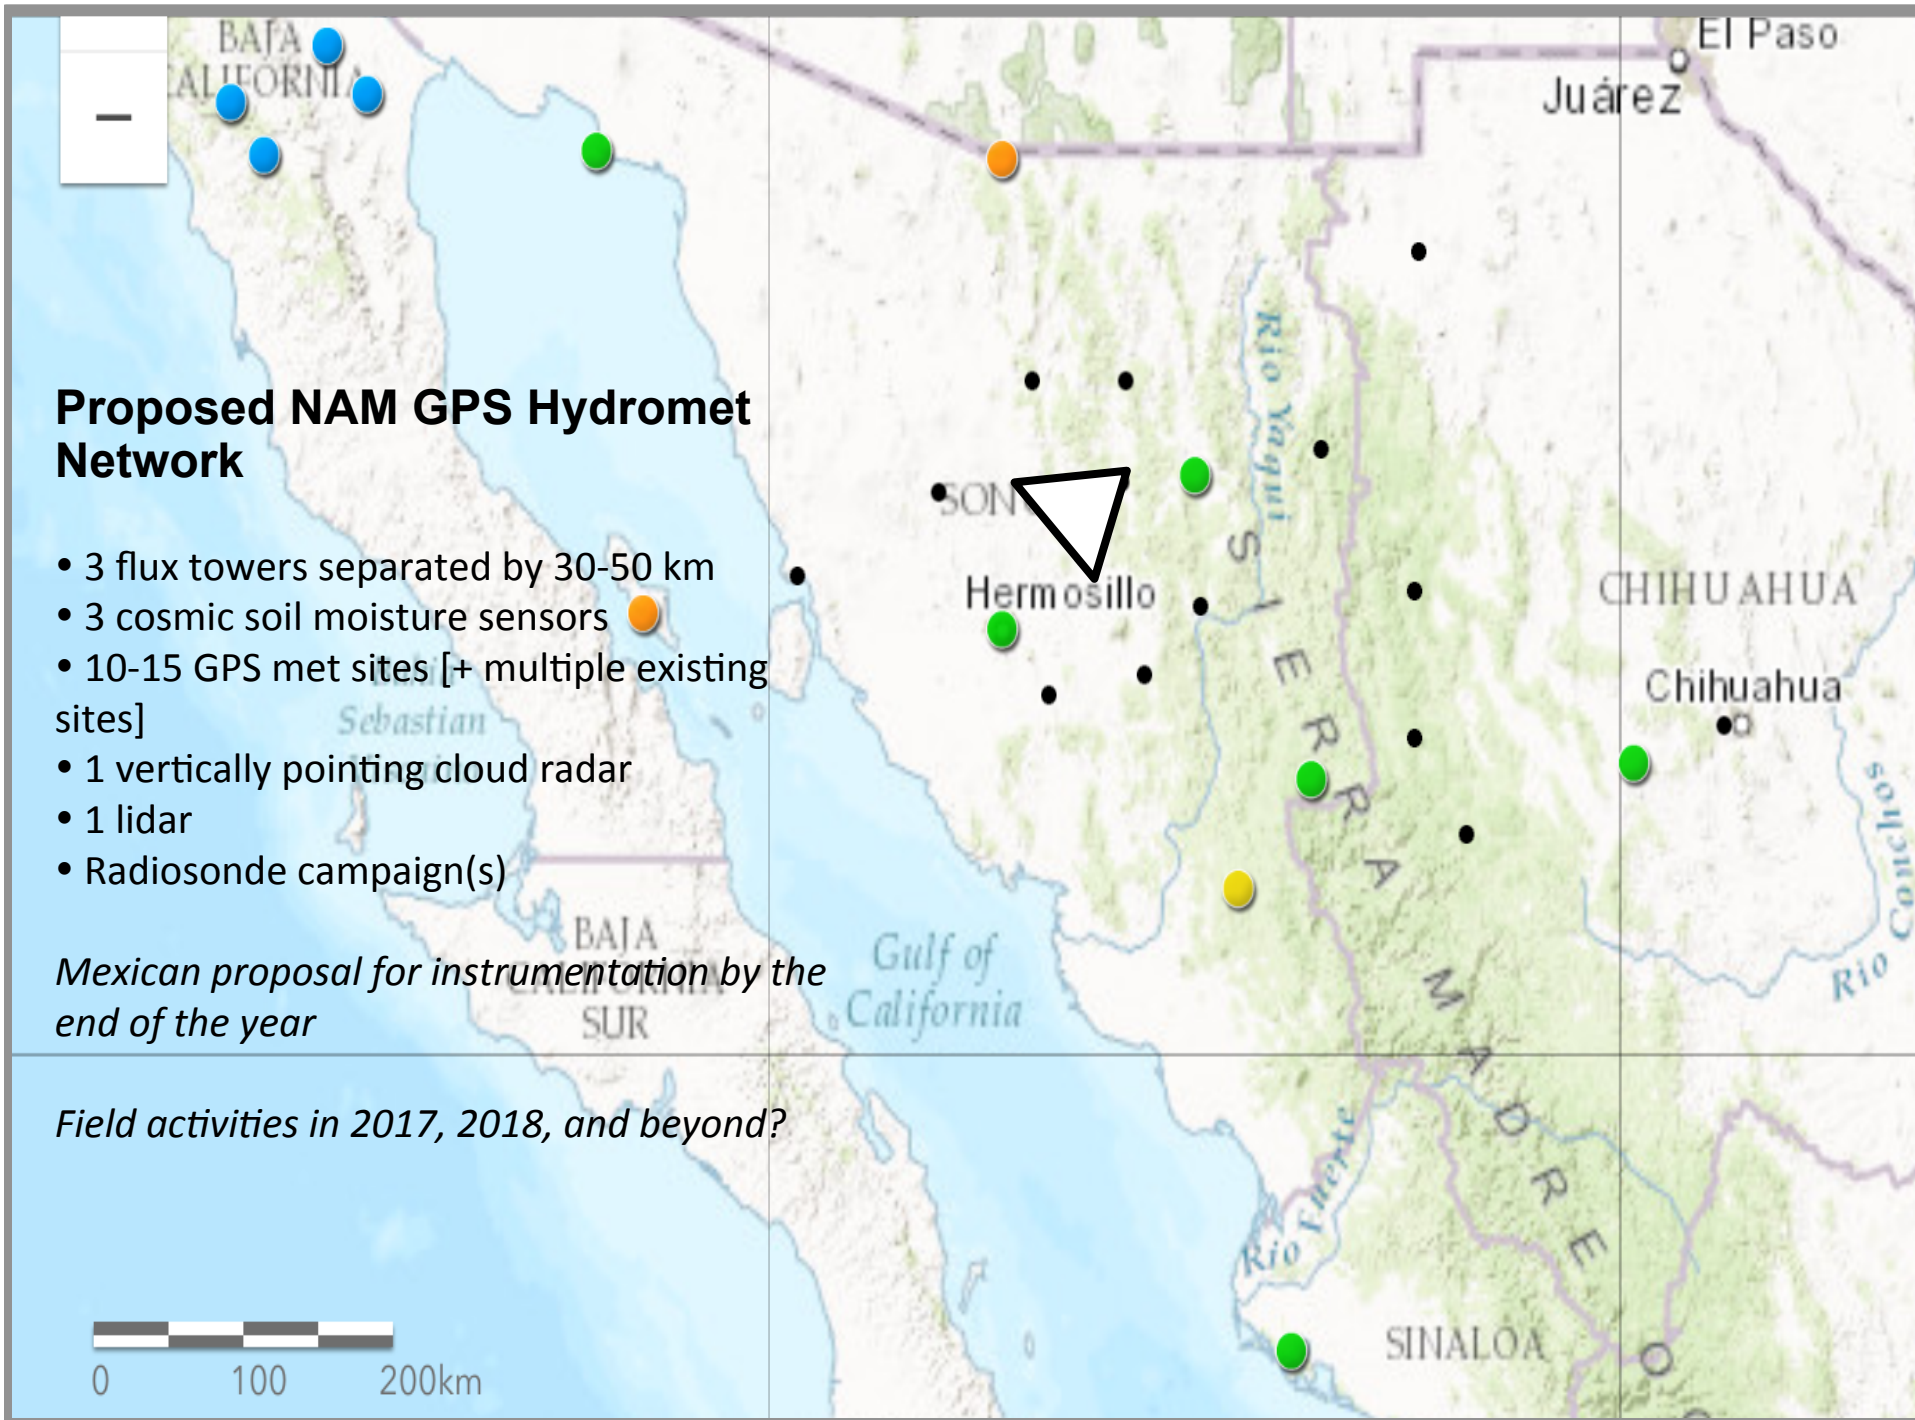 BAJA
CALIFORNIA
El Paso
Juárez
Rio Yaqui
Proposed NAM GPS Hydromet
Network
SON
Hermosillo
CHIHUAHUA
Chihuahua
• 3 flux towers separated by 30-50 km
• 3 cosmic soil moisture sensors
• 10-15 GPS met sites [+ multiple existing
sites]
Sebastian
• 1 vertically pointing cloud radar
• 1 lidar
• Radiosonde campaign(s)
SIERRA MADRE O
Rio Conchos
BAJA
CALIFORNIA
SUR
Gulf of
California
Mexican proposal for instrumentation by the
end of the year
Field activities in 2017, 2018, and beyond?
Rio Fuerte
SINALOA
0 100 200km